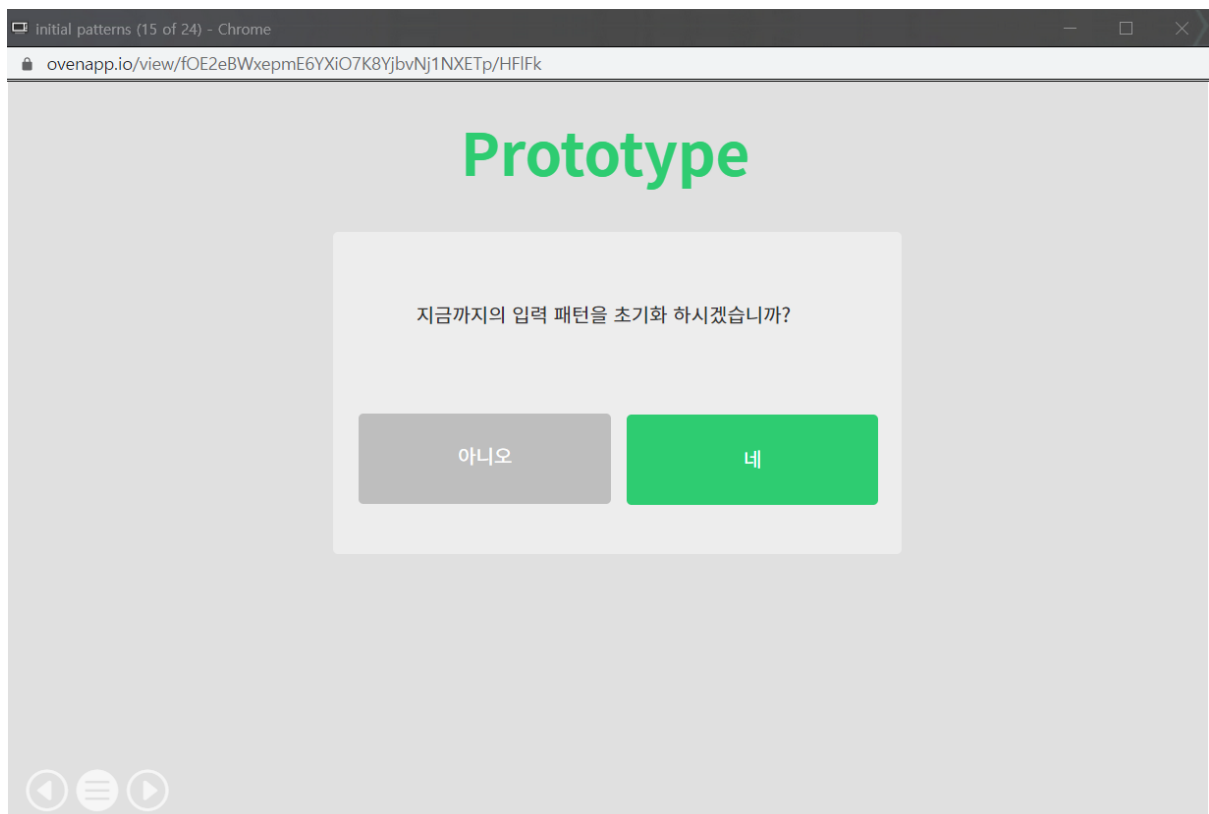 initial patterns (15 of 24) - Chrome
ovenapp.io/view/fOE2eBWxepmE6YXiO7K8YjbvNj1NXETp/HFlFk
Prototype
지금까지의 입력 패턴을 초기화 하시겠습니까?
아니오
네